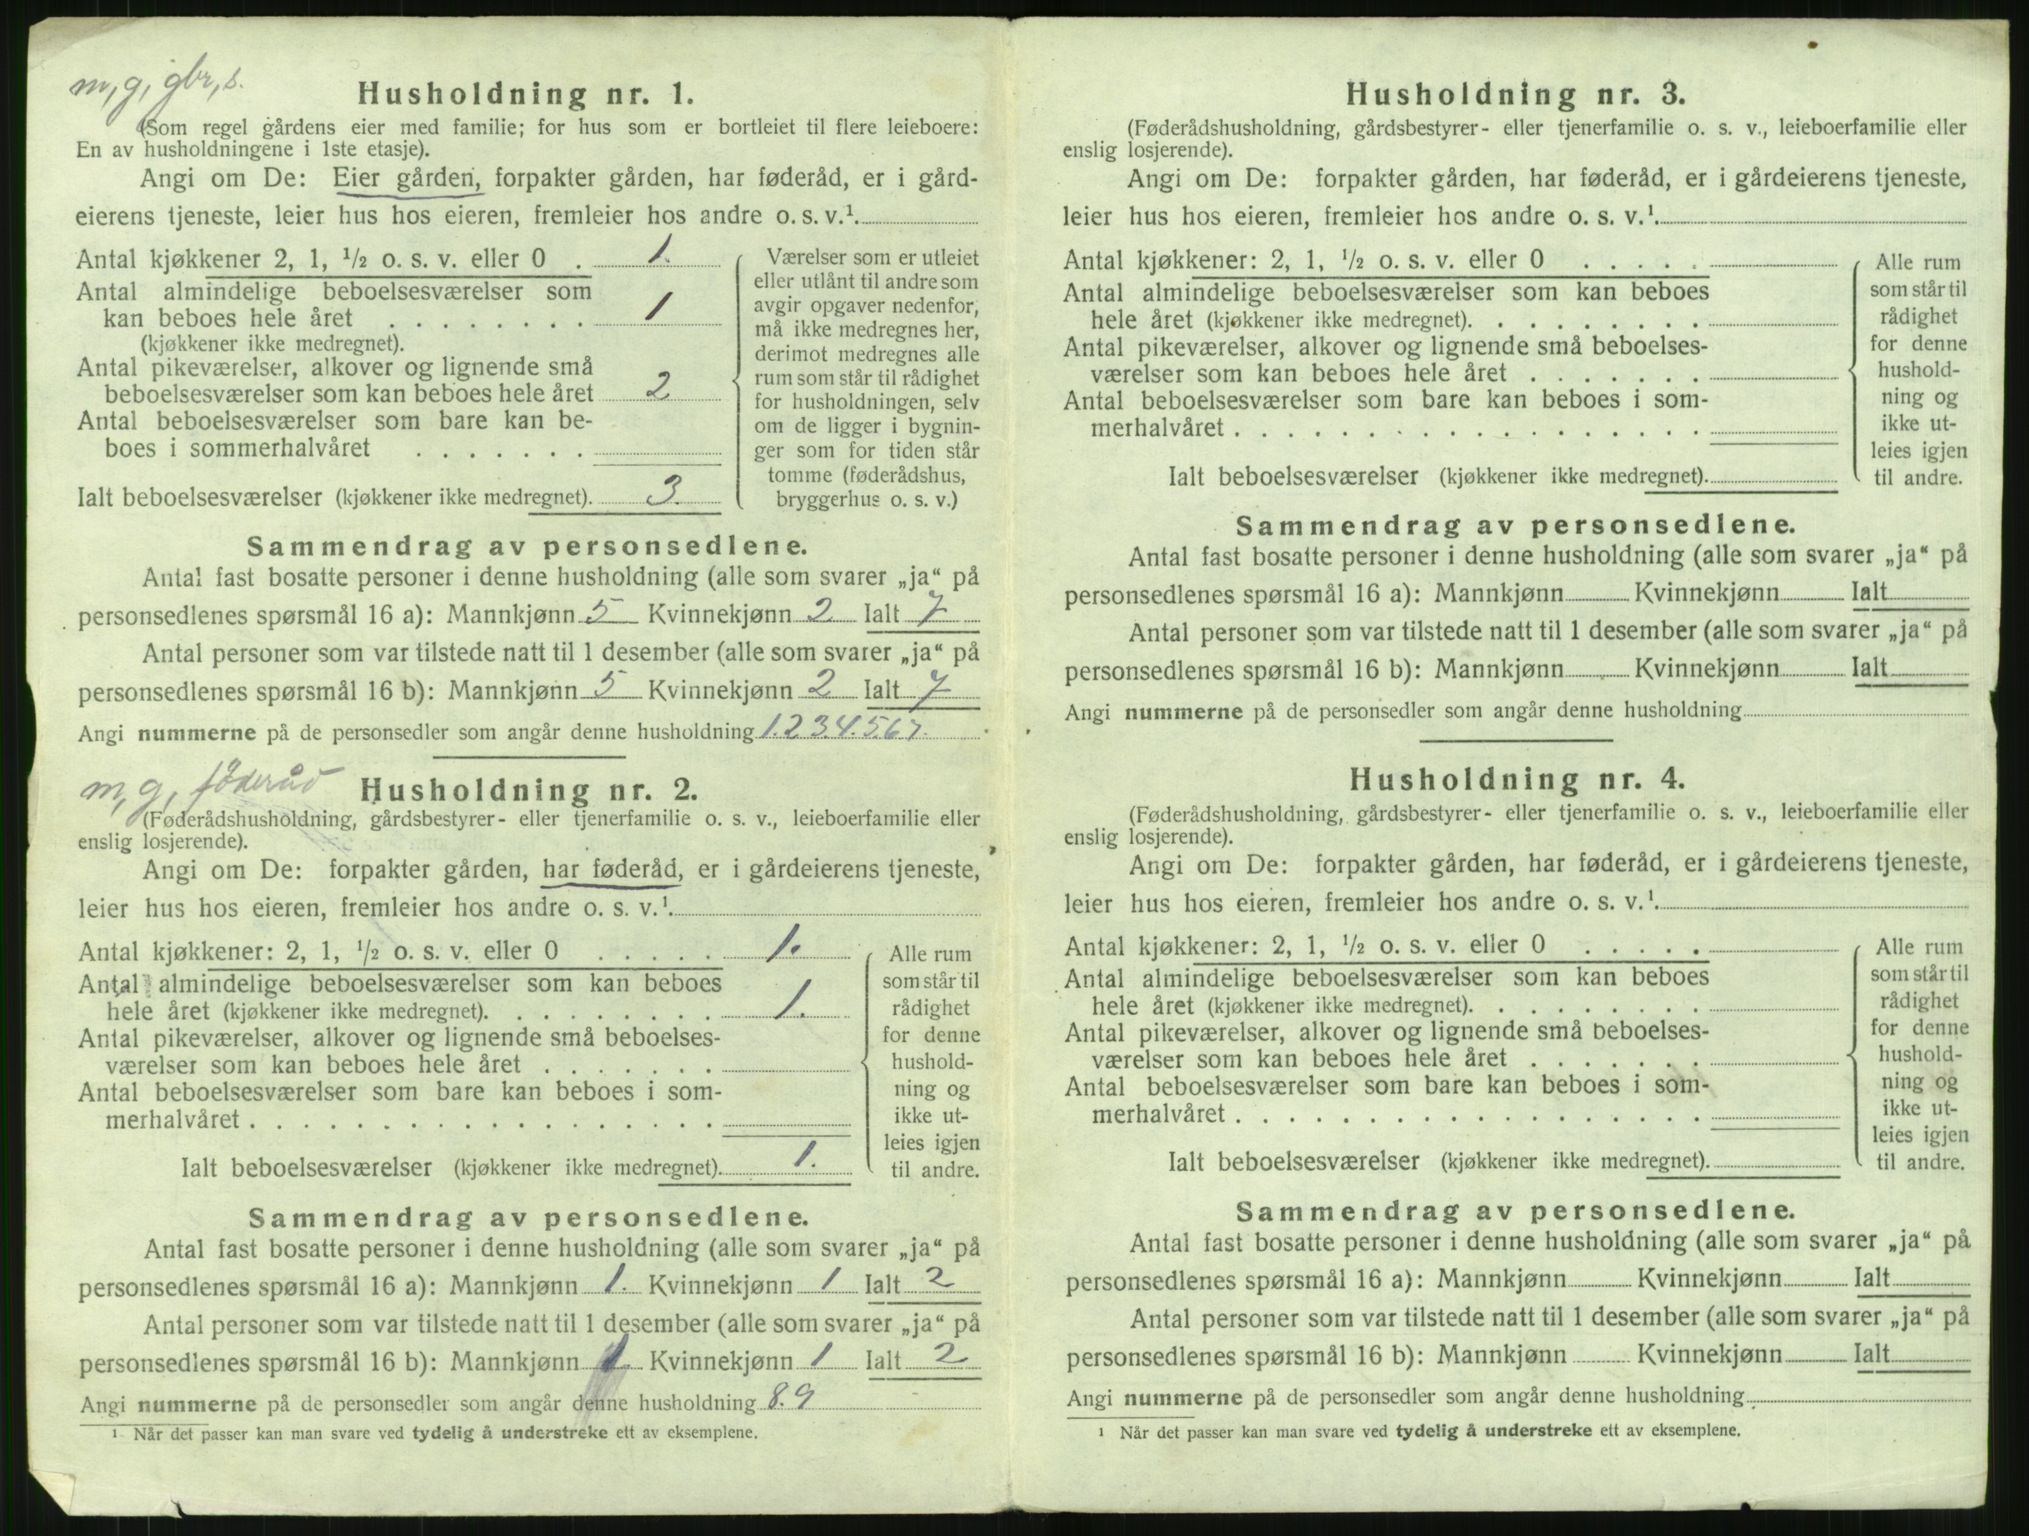 m, g, gbr, s.
Husholdning nr. 1.
(Som regel gårdens eier med familie; for hus som er bortleiet til flere leieboere:
En av husholdningene i 1ste etasje).
Angi om De: Eier gården, forpakter gården, har føderåd, er i gård-
eierens tjeneste, leier hus hos eieren, fremleier hos andre o. s. v.¹.
Antal kjøkkener 2, 1, ½ o. s. v. eller 0 . 1.
Antal almindelige beboelsesværelser som
kan beboes hele året . . . . . . . . 1
(kjøkkener ikke medregnet).
Antal pikeværelser, alkover og lignende små
beboelsesværelser som kan beboes hele året 2
Antal beboelsesværelser som bare kan be-
boes i sommerhalvåret . . . . . . .
Ialt beboelsesværelser (kjøkkener ikke medregnet). 3.
Værelser som er utleiet
eller utlånt til andre som
avgir opgaver nedenfor,
må ikke medregnes her,
derimot medregnes alle
rum som står til rådighet
for husholdningen, selv
om de ligger i bygnin-
ger som for tiden står
tomme (føderådshus,
bryggerhus o. s. v.)
Sammendrag av personsedlene.
Antal fast bosatte personer i denne husholdning (alle som svarer „ja“ på
personsedlenes spørsmål 16 a): Mannkjønn 5 Kvinnekjønn 2 Ialt 7
Antal personer som var tilstede natt til 1 desember (alle som svarer „ja“ på
personsedlenes spørsmål 16 b): Mannkjønn 5 Kvinnekjønn 2 Ialt 7
Angi nummerne på de personsedler som angår denne husholdning 1.2.3.4.5.6.7.
m, g, føderåd
Husholdning nr. 2.
(Føderådshusholdning, gårdsbestyrer- eller tjenerfamilie o. s. v., leieboerfamilie eller
enslig losjerende).
Angi om De: forpakter gården, har føderåd, er i gårdeierens tjeneste,
leier hus hos eieren, fremleier hos andre o. s. v.¹.
Antal kjøkkener: 2, 1, ½ o. s. v. eller 0 . . . . . 1.
Antal almindelige beboelsesværelser som kan beboes
hele året (kjøkkener ikke medregnet). . . . . . . . . 1.
Antal pikeværelser, alkover og lignende små beboelses-
værelser som kan beboes hele året . . . . . . .
Antal beboelsesværelser som bare kan beboes i som-
merhalvåret . . . . . . . . . . . . . . . . . .
Ialt beboelsesværelser (kjøkkener ikke medregnet). 1.
Alle rum
som står til
rådighet
for denne
hushold-
ning og
ikke ut-
leies igjen
til andre.
Sammendrag av personsedlene.
Antal fast bosatte personer i denne husholdning (alle som svarer „ja“ på
personsedlenes spørsmål 16 a): Mannkjønn 1. Kvinnekjønn 1 Ialt 2
Antal personer som var tilstede natt til 1 desember (alle som svarer „ja“ på
personsedlenes spørsmål 16 b): Mannkjønn 1 Kvinnekjønn 1 Ialt 2
Angi nummerne på de personsedler som angår denne husholdning 8.9
¹ Når det passer kan man svare ved tydelig å understreke ett av eksemplene.
Husholdning nr. 3.
(Føderådshusholdning, gårdsbestyrer- eller tjenerfamilie o. s. v., leieboerfamilie eller
enslig losjerende).
Angi om De: forpakter gården, har føderåd, er i gårdeierens tjeneste,
leier hus hos eieren, fremleier hos andre o. s. v.¹.
Antal kjøkkener: 2, 1, ½ o. s. v. eller 0 . . . . .
Antal almindelige beboelsesværelser som kan beboes
hele året (kjøkkener ikke medregnet). . . . . . . . .
Antal pikeværelser, alkover og lignende små beboelses-
værelser som kan beboes hele året . . . . . . .
Antal beboelsesværelser som bare kan beboes i som-
merhalvåret . . . . . . . . . . . . . . . . . .
Ialt beboelsesværelser (kjøkkener ikke medregnet).
Alle rum
som står til
rådighet
for denne
hushold-
ning og
ikke ut-
leies igjen
til andre.
Sammendrag av personsedlene.
Antal fast bosatte personer i denne husholdning (alle som svarer „ja“ på
personsedlenes spørsmål 16 a): Mannkjønn Kvinnekjønn Ialt
Antal personer som var tilstede natt til 1 desember (alle som svarer „ja“ på
personsedlenes spørsmål 16 b): Mannkjønn Kvinnekjønn Ialt
Angi nummerne på de personsedler som angår denne husholdning
Husholdning nr. 4.
(Føderådshusholdning, gårdsbestyrer- eller tjenerfamilie o. s. v., leieboerfamilie eller
enslig losjerende).
Angi om De: forpakter gården, har føderåd, er i gårdeierens tjeneste,
leier hus hos eieren, fremleier hos andre o. s. v.¹.
Antal kjøkkener: 2, 1, ½ o. s. v. eller 0 . . . . .
Antal almindelige beboelsesværelser som kan beboes
hele året (kjøkkener ikke medregnet). . . . . . . . .
Antal pikeværelser, alkover og lignende små beboelses-
værelser som kan beboes hele året . . . . . . .
Antal beboelsesværelser som bare kan beboes i som-
merhalvåret . . . . . . . . . . . . . . . . . .
Ialt beboelsesværelser (kjøkkener ikke medregnet).
Alle rum
som står til
rådighet
for denne
hushold-
ning og
ikke ut-
leies igjen
til andre.
Sammendrag av personsedlene.
Antal fast bosatte personer i denne husholdning (alle som svarer „ja“ på
personsedlenes spørsmål 16 a): Mannkjønn Kvinnekjønn Ialt
Antal personer som var tilstede natt til 1 desember (alle som svarer „ja“ på
personsedlenes spørsmål 16 b): Mannkjønn Kvinnekjønn Ialt
Angi nummerne på de personsedler som angår denne husholdning
¹ Når det passer kan man svare ved tydelig å understreke ett av eksemplene.